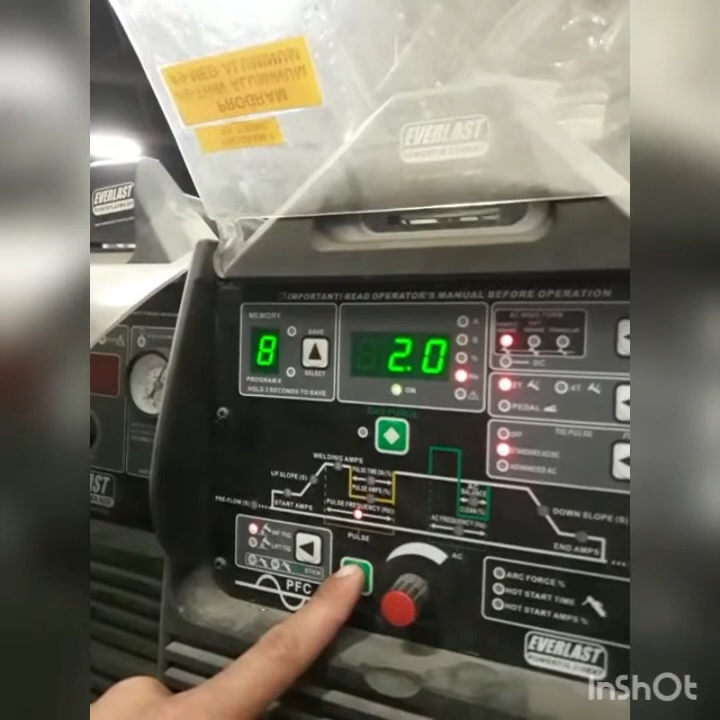 PROGRAM
EVERLAST
EVERLAST
IMPORTANT! READ OPERATOR'S MANUAL BEFORE OPERATION
MEMORY
SAVE
8
SELECT
PROGRAM #
HOLD 2 SECONDS TO SAVE.
2.0
A
S
%
ON
AC WAVE FORM
DC
2T
4T
PEDAL
GAS PURGE
TIG PULSE
OFF
STANDARD AC/DC
ADVANCED AC
WELDING AMPS
UP SLOPE (S)
PULSE TIME ON (%)
PULSE AMPS (%)
A/C
BALANCE
CLEAN (%)
PRE-FLOW (S)
START AMPS
PULSE FREQUENCY (Hz)
AC FREQUENCY (Hz)
DOWN SLOPE (S)
END AMPS
PULSE
HF TIG
LIFT TIG
STICK
AC
PFC
ARC FORCE %
HOT START TIME
HOT START AMPS %
EVERLAST
EVERLAST
InShOt